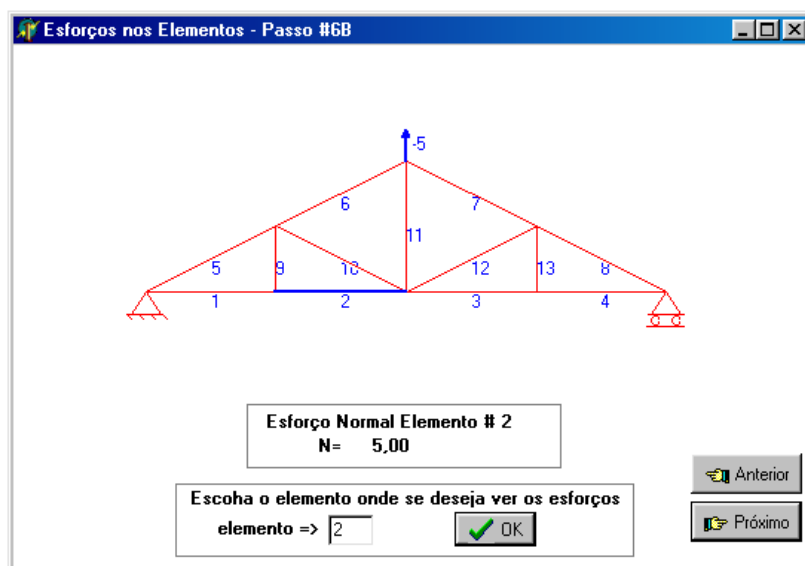 Esforços nos Elementos - Passo #6B
-5
6
7
11
5
9
10
12
13
8
1
2
3
4
Esforço Normal Elemento # 2
N= 5,00
Anterior
Escoha o elemento onde se deseja ver os esforços
elemento => 2 OK
Próximo